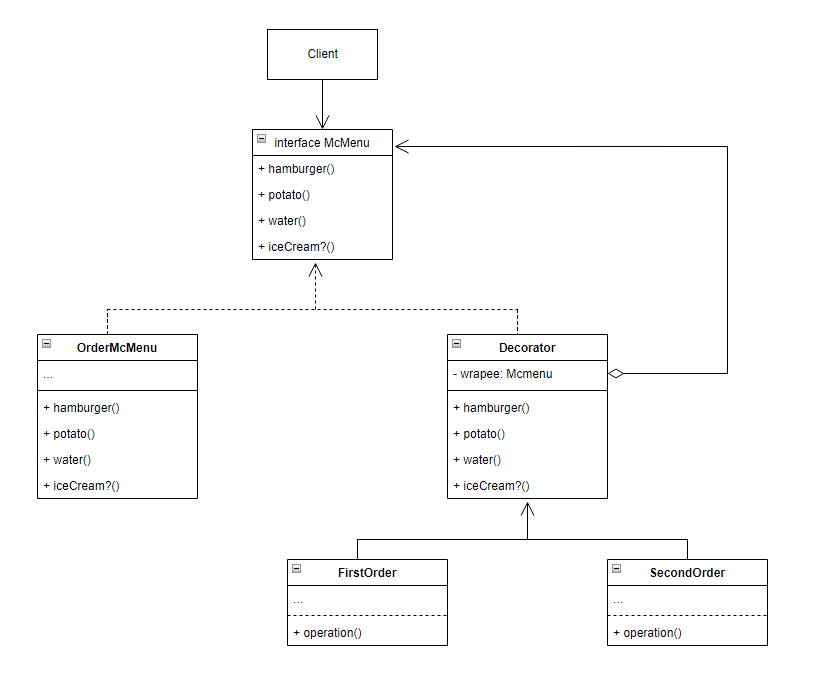 Client
interface McMenu
+ hamburger()
+ potato()
+ water()
+ iceCream?()
OrderMcMenu
...
+ hamburger()
+ potato()
+ water()
+ iceCream?()
Decorator
- wrapee: Mcmenu
+ hamburger()
+ potato()
+ water()
+ iceCream?()
FirstOrder
...
+ operation()
SecondOrder
...
+ operation()